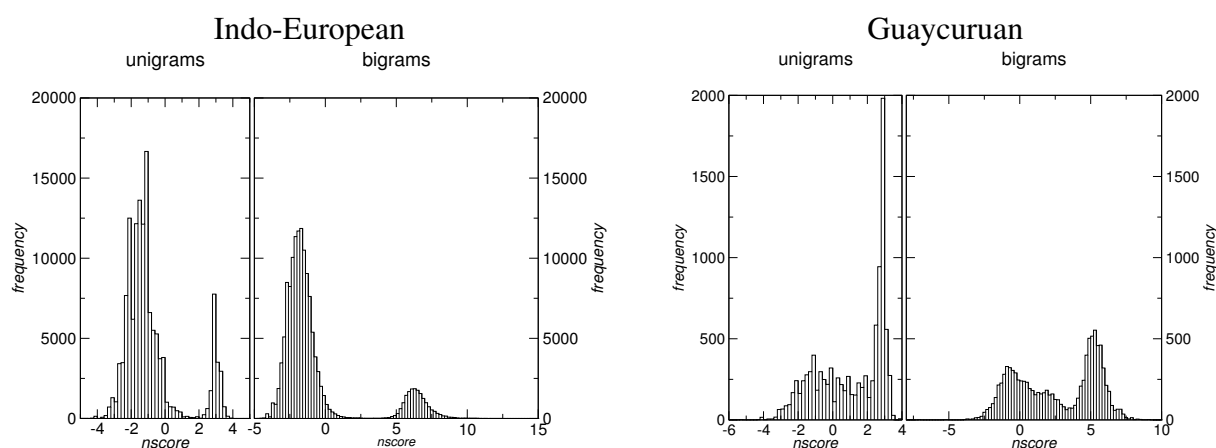 Indo-European
unigrams
bigrams
20000
15000
10000
5000
0
frequency
-4 -2 0 2 4
nscore
-5 0 5 10 15
nscore
20000
15000
10000
5000
0
frequency
Guaycuruan
unigrams
bigrams
2000
1500
1000
500
0
frequency
-6 -4 -2 0 2 4
nscore
-5 0 5 10
nscore
2000
1500
1000
500
0
frequency